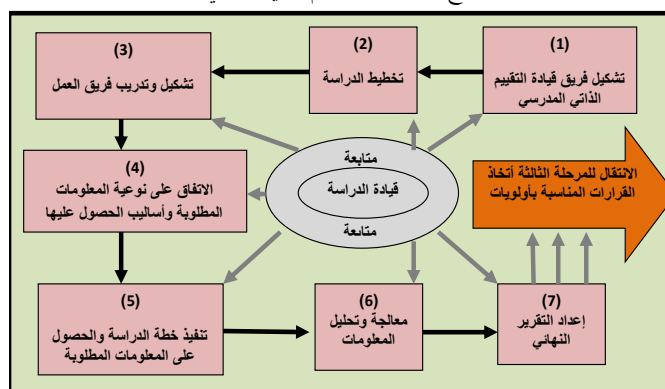 (1)
تشكيل فريق قيادة التقييم
الذاتي المدرسي
(2)
تخطيط الدراسة
(3)
تشكيل وتدريب فريق العمل
(4)
الاتفاق على نوعية المعلومات
المطلوبة وأساليب الحصول عليها
متابعة
قيادة الدراسة
متابعة
الانتقال للمرحلة الثالثة أتخاذ
القرارات المناسبة بأولويات
(5)
تنفيذ خطة الدراسة والحصول
على المعلومات المطلوبة
(6)
معالجة وتحليل
المعلومات
(7)
إعداد التقرير
النهائي